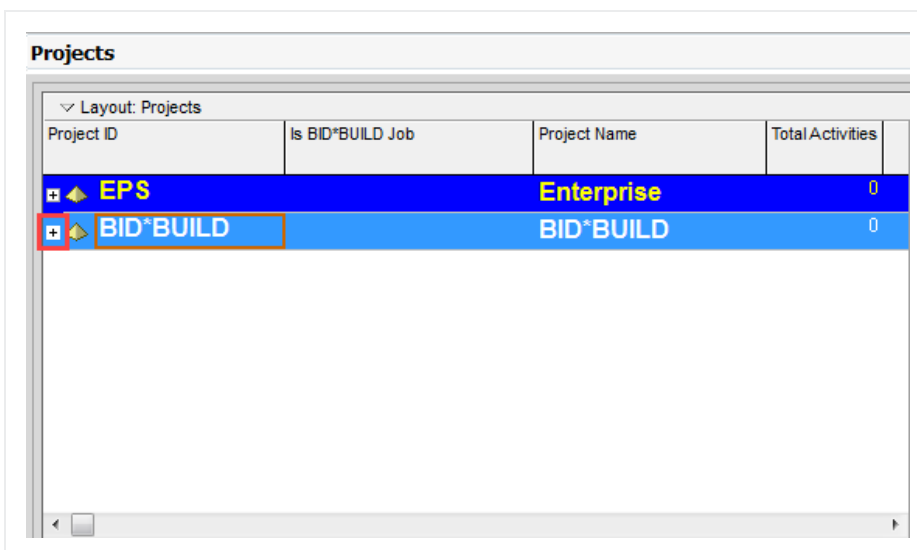 Projects
Layout: Projects
Project ID Is BID*BUILD Job Project Name Total Activities
EPS Enterprise 0
BID*BUILD BID*BUILD 0